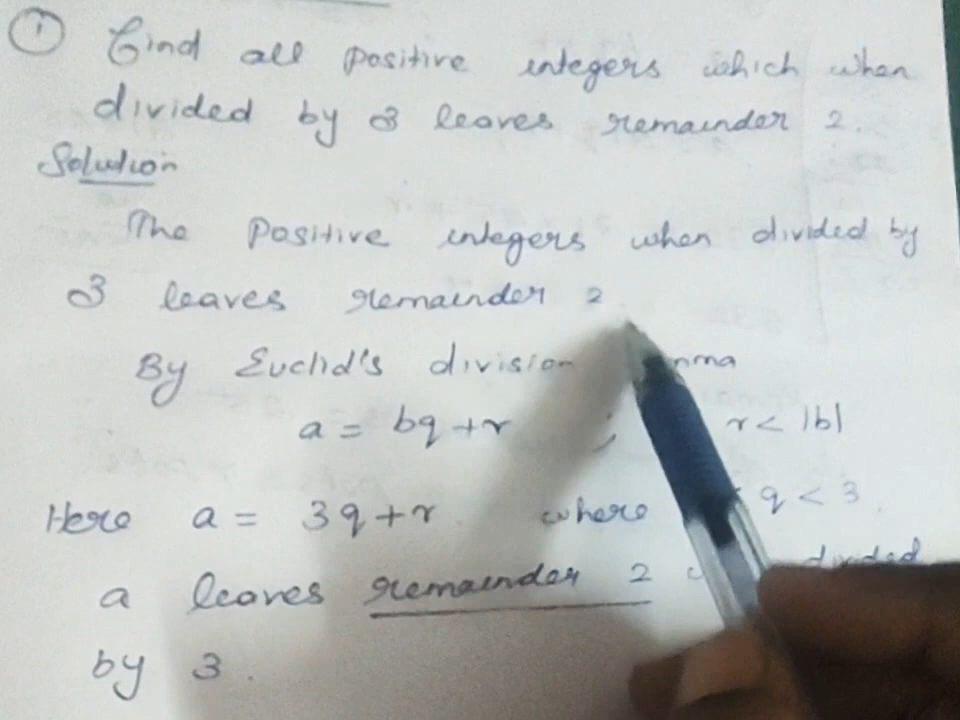 1 Find all positive integers which when
divided by 3 leaves remainder 2.
Solution
The Positive integers when divided by
3 leaves remainder 2
By Euclid's division
a = bq + r ; r < |b|
Here a = 3q + r where q < 3.
a leaves remainder 2 divided
by 3.